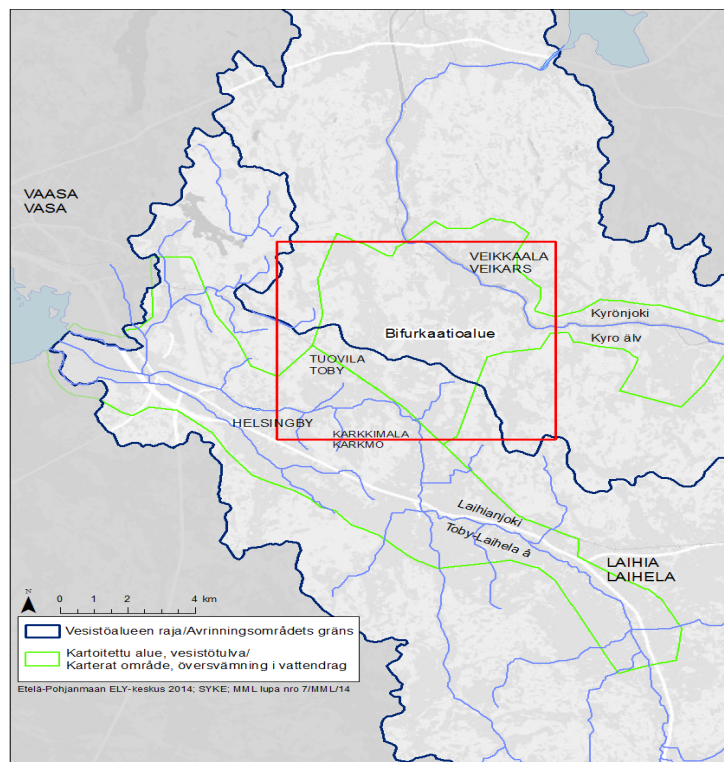 VAASA
VASA
VEIKKAALA
VEIKARS
Kyrönjoki
Bifurkaatioalue
Kyro älv
TUOVILA
TOBY
HELSINGBY
KARKKIMALA
KARKMO
Laihianjoki
Toby-Laihela å
LAIHIA
LAIHELA
N
0 2 4 km
Vesistöalueen raja/Avrinningsområdets gräns
Kartoitettu alue, vesistötulva/
Karterat område, översvämning i vattendrag
Etelä-Pohjanmaan ELY-keskus 2014; SYKE; MML lupa nro 7/MML/14